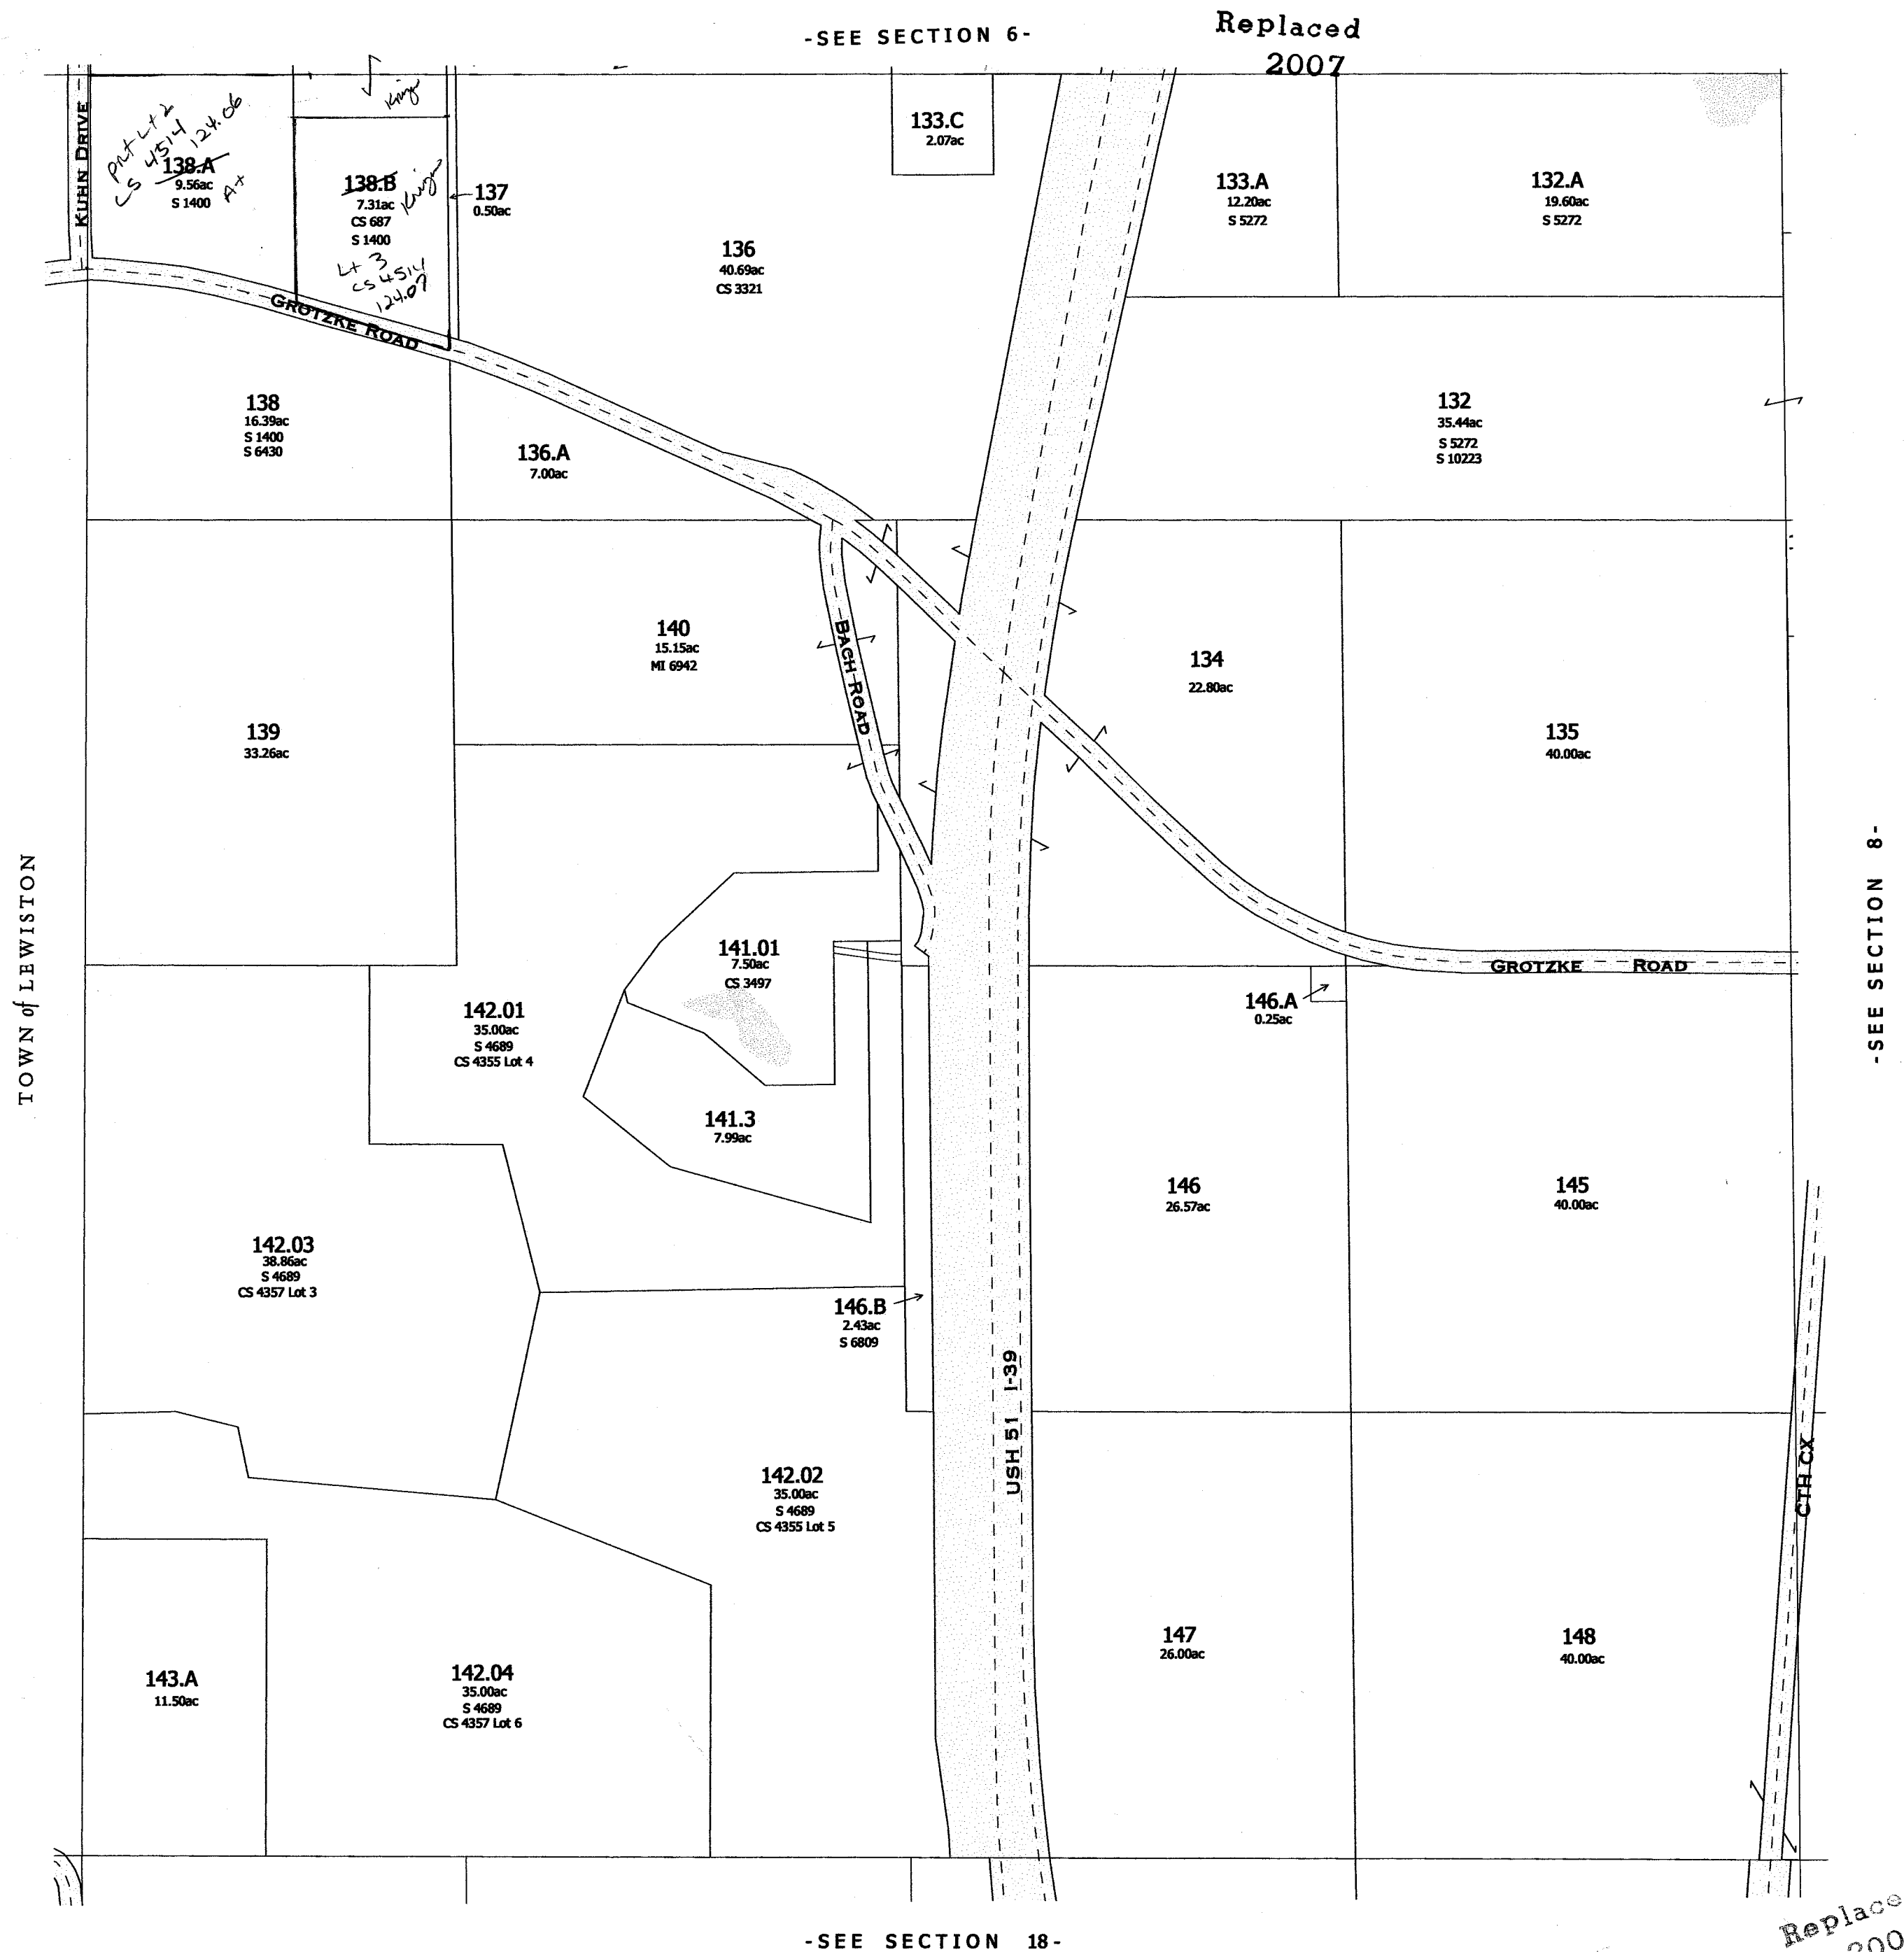 -SEE SECTION 6-
Replaced
2007
KUHN DRIVE
Prt Lt 2
CS 4514
124.06
138.A
9.56ac
S 1400
138.B
7.31ac
CS 687
S 1400
Lt 3
CS 4514
124.07
137
0.50ac
133.C
2.07ac
133.A
12.20ac
S 5272
132.A
19.60ac
S 5272
136
40.69ac
CS 3321
GROTZKE ROAD
138
16.39ac
S 1400
S 6430
136.A
7.00ac
132
35.44ac
S 5272
S 10223
140
15.15ac
MI 6942
BACH ROAD
134
22.80ac
139
33.26ac
135
40.00ac
TOWN of LEWISTON
-SEE SECTION 8-
141.01
7.50ac
CS 3497
GROTZKE ROAD
142.01
35.00ac
S 4689
CS 4355 Lot 4
146.A
0.25ac
141.3
7.99ac
146
26.57ac
145
40.00ac
142.03
38.86ac
S 4689
CS 4357 Lot 3
146.B
2.43ac
S 6809
USH 51 I-39
142.02
35.00ac
S 4689
CS 4355 Lot 5
CTH CX
147
26.00ac
148
40.00ac
143.A
11.50ac
142.04
35.00ac
S 4689
CS 4357 Lot 6
-SEE SECTION 18-
Replace
200